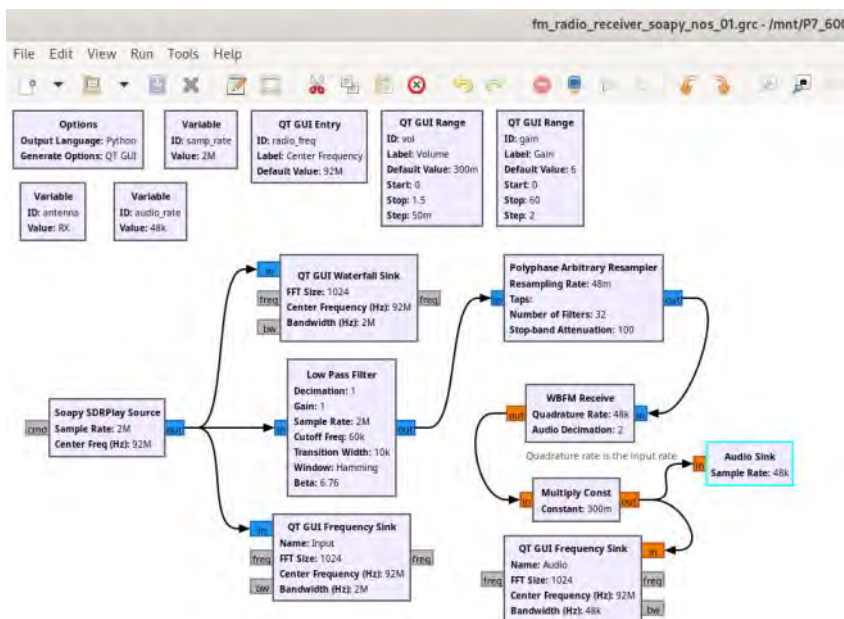 fm_radio_receiver_soapy_nos_01.grc - /mnt/P7_600
File Edit View Run Tools Help
Options
Output Language: Python
Generate Options: QT GUI
Variable
ID: samp_rate
Value: 2M
QT GUI Entry
ID: radio_freq
Label: Center Frequency
Default Value: 92M
QT GUI Range
ID: vol
Label: Volume
Default Value: 300m
Start: 0
Stop: 1.5
Step: 50m
QT GUI Range
ID: gain
Label: Gain
Default Value: 6
Start: 0
Stop: 60
Step: 2
Variable
ID: antenna
Value: RX
Variable
ID: audio_rate
Value: 48k
in
freq
bw
QT GUI Waterfall Sink
FFT Size: 1024
Center Frequency (Hz): 92M
Bandwidth (Hz): 2M
freq
in
Polyphase Arbitrary Resampler
Resampling Rate: 48m
Taps:
Number of Filters: 32
Stop-band Attenuation: 100
out
cmd
Soapy SDRPlay Source
Sample Rate: 2M
Center Freq (Hz): 92M
out
in
Low Pass Filter
Decimation: 1
Gain: 1
Sample Rate: 2M
Cutoff Freq: 60k
Transition Width: 10k
Window: Hamming
Beta: 6.76
out
out
WBFM Receive
Quadrature Rate: 48k
Audio Decimation: 2
in
Quadrature rate is the input rate
in
Audio Sink
Sample Rate: 48k
in
Multiply Const
Constant: 300m
out
in
freq
bw
QT GUI Frequency Sink
Name: Input
FFT Size: 1024
Center Frequency (Hz): 92M
Bandwidth (Hz): 2M
freq
freq
QT GUI Frequency Sink
Name: Audio
FFT Size: 1024
Center Frequency (Hz): 92M
Bandwidth (Hz): 48k
in
freq
bw